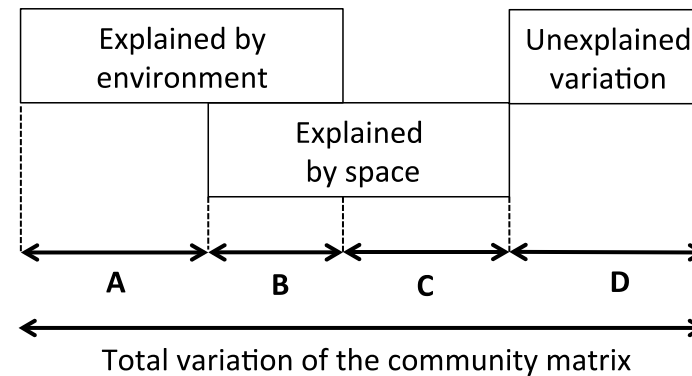 Explained by
environment
Unexplained
variation
Explained
by space
A
B
C
D
Total variation of the community matrix